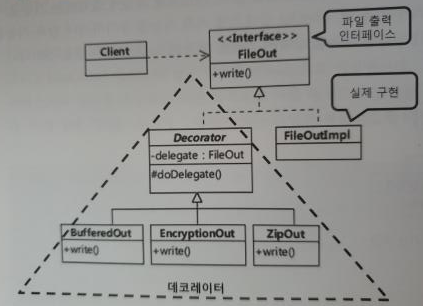 파일 출력
인터페이스
<<Interface>>
FileOut
+write()
Client
실제 구현
Decorator
-delegate : FileOut
#doDelegate()
FileOutImpl
BufferedOut
+write()
EncryptionOut
+write()
ZipOut
+write()
데코레이터